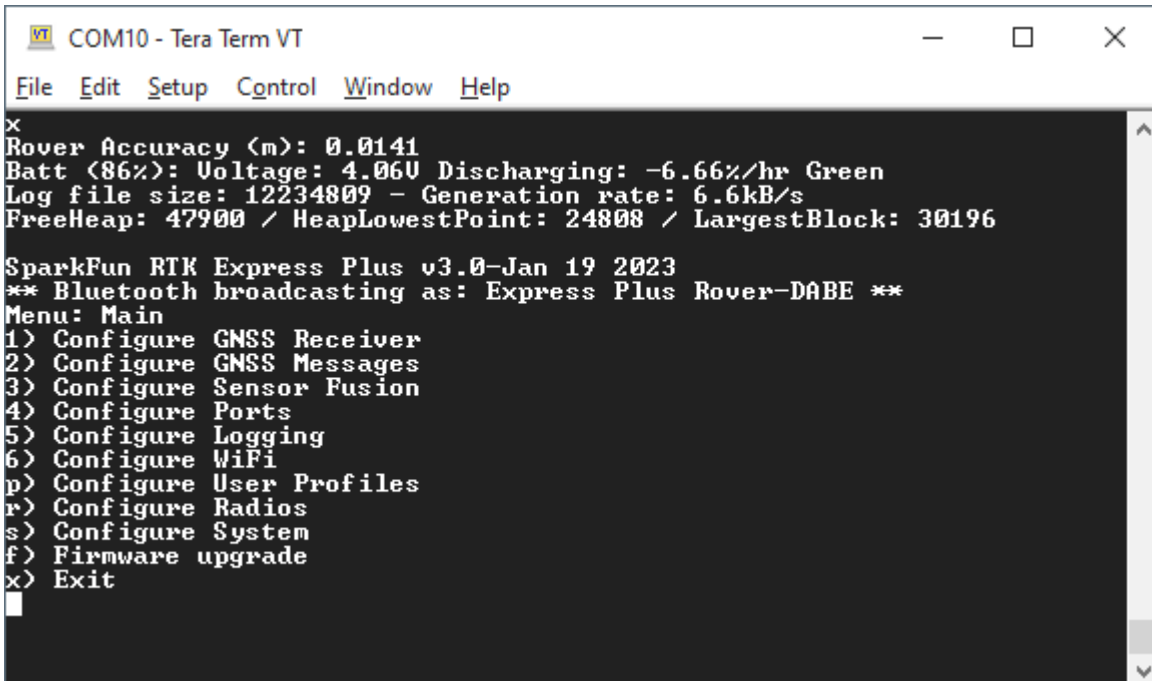 COM10 - Tera Term VT
File Edit Setup Control Window Help
x
Rover Accuracy (m): 0.0141
Batt (86%): Voltage: 4.06V Discharging: -6.66%/hr Green
Log file size: 12234809 - Generation rate: 6.6kB/s
FreeHeap: 47900 / HeapLowestPoint: 24808 / LargestBlock: 30196
SparkFun RTK Express Plus v3.0-Jan 19 2023
** Bluetooth broadcasting as: Express Plus Rover-DABE **
Menu: Main
1) Configure GNSS Receiver
2) Configure GNSS Messages
3) Configure Sensor Fusion
4) Configure Ports
5) Configure Logging
6) Configure WiFi
p) Configure User Profiles
r) Configure Radios
s) Configure System
f) Firmware upgrade
x) Exit